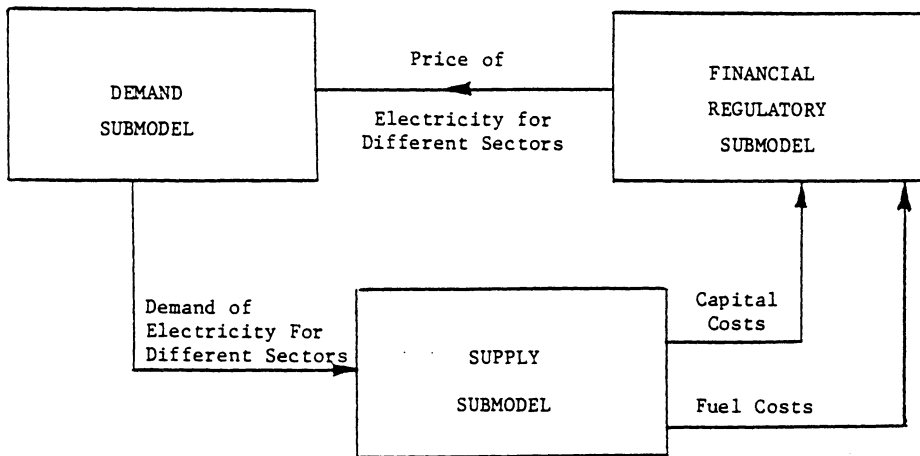 DEMAND
SUBMODEL
Price of
Electricity for
Different Sectors
FINANCIAL
REGULATORY
SUBMODEL
Demand of
Electricity For
Different Sectors
SUPPLY
SUBMODEL
Capital
Costs
Fuel Costs